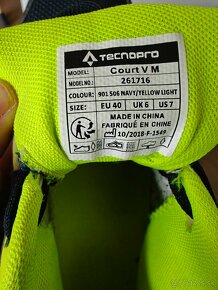 TECNOPRO
MODEL: Court V M
MODELNO.: 261716
COLOUR: 901 506 NAVY/YELLOW LIGHT
SIZE: EU 40 UK 6 US 7
MADE IN CHINA
FABRIQUÉ EN CHINE
10/2018-F-1549